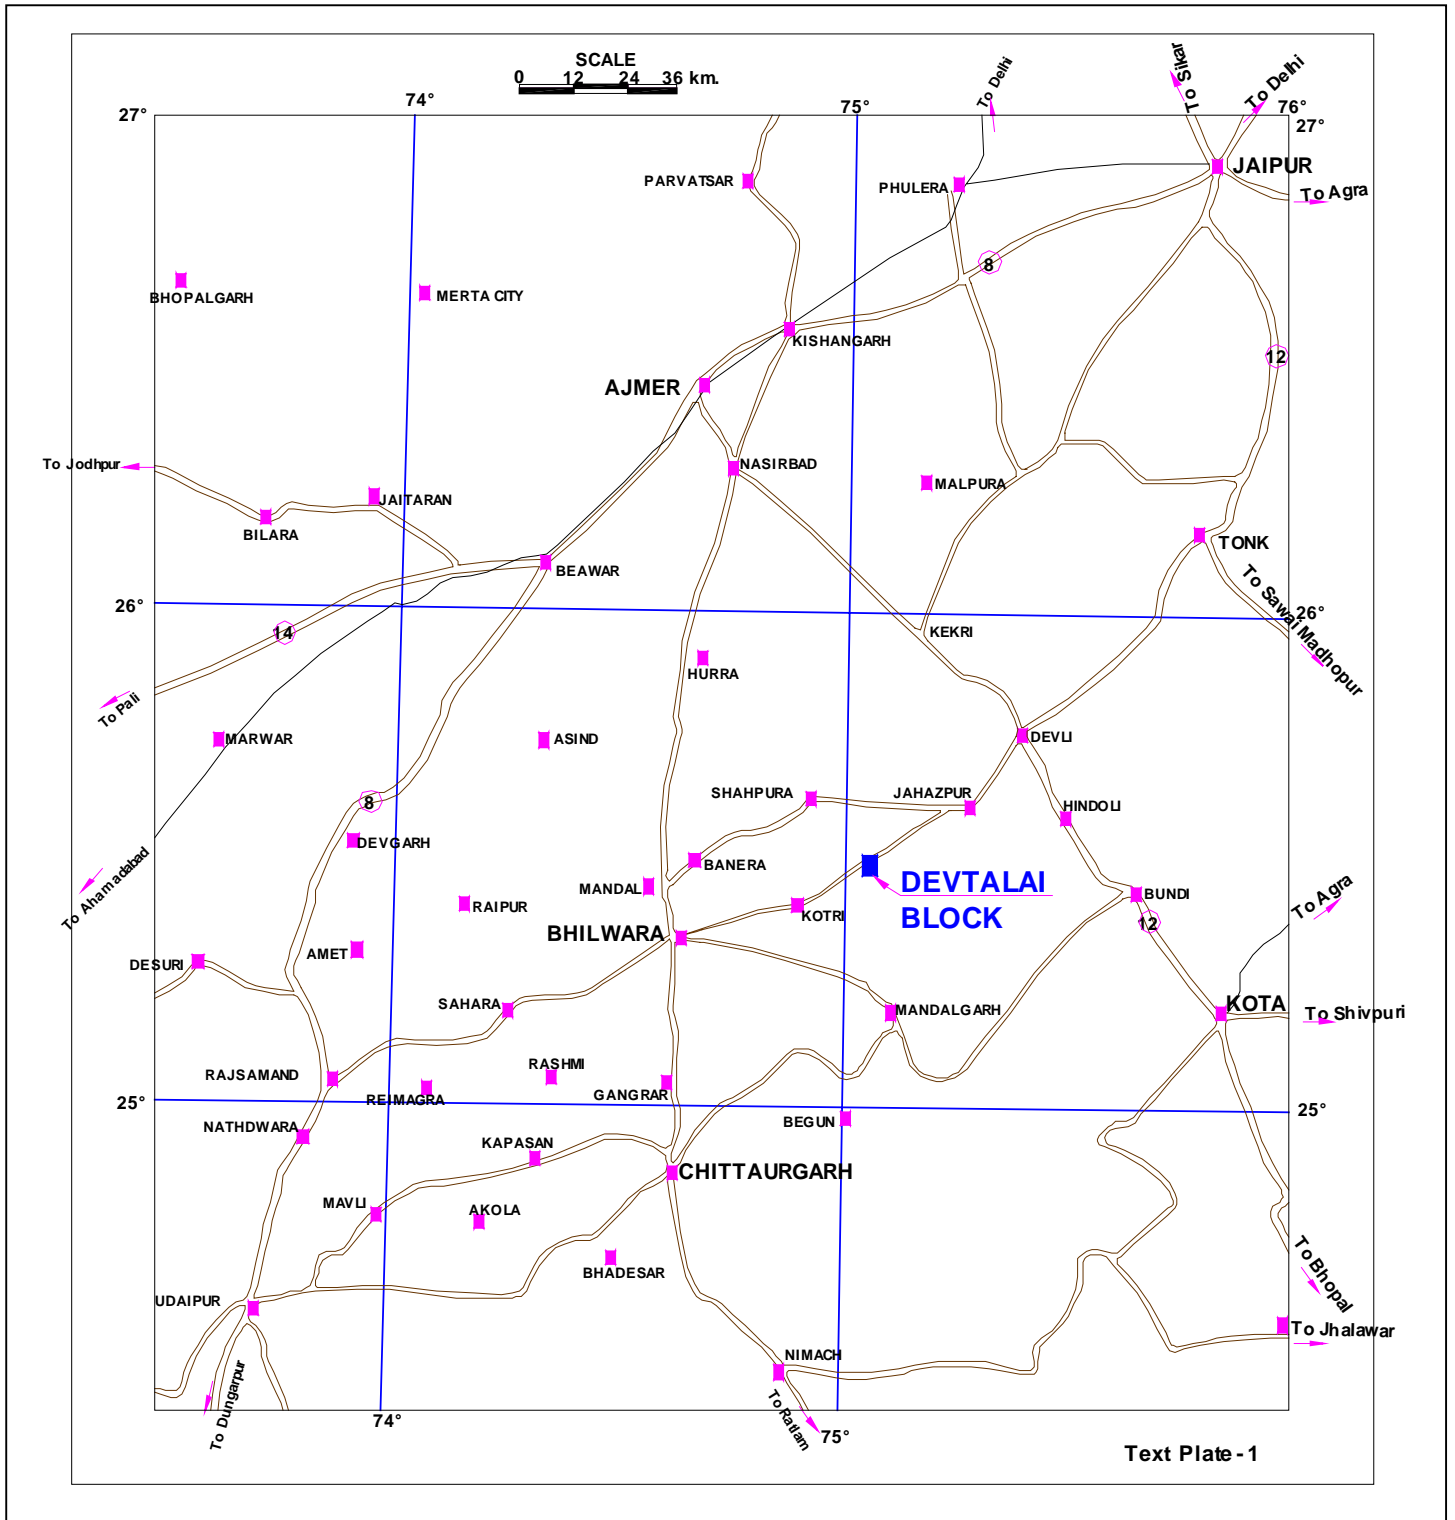 SCALE
0 12 24 36 km.
To Delhi
To Sikar
To Delhi
74°
75°
76°
27°
27°
PARVATSAR
PHULERA
JAIPUR
To Agra
BHOPALGARH
MERTA CITY
8
KISHANGARH
12
AJMER
To Jodhpur
NASIRBAD
MALPURA
JAITARAN
BILARA
TONK
BEAWAR
To Sawai Madhopur
26°
26°
14
KEKRI
HURRA
To Pali
MARWAR
ASIND
DEVLI
SHAHPURA
JAHAZPUR
8
HINDOLI
DEVGARH
BANERA
To Ahamadabad
MANDAL
DEVTALAI
BLOCK
RAIPUR
KOTRI
BUNDI
To Agra
12
BHILWARA
AMET
DESURI
SAHARA
MANDALGARH
KOTA
To Shivpuri
RASHMI
RAJSAMAND
REIMAGRA
GANGRAR
25°
25°
BEGUN
NATHDWARA
KAPASAN
CHITTAURGARH
MAVLI
AKOLA
BHADESAR
To Bhopal
UDAIPUR
To Jhalawar
NIMACH
To Dungarpur
To Ratlam
74°
75°
Text Plate - 1